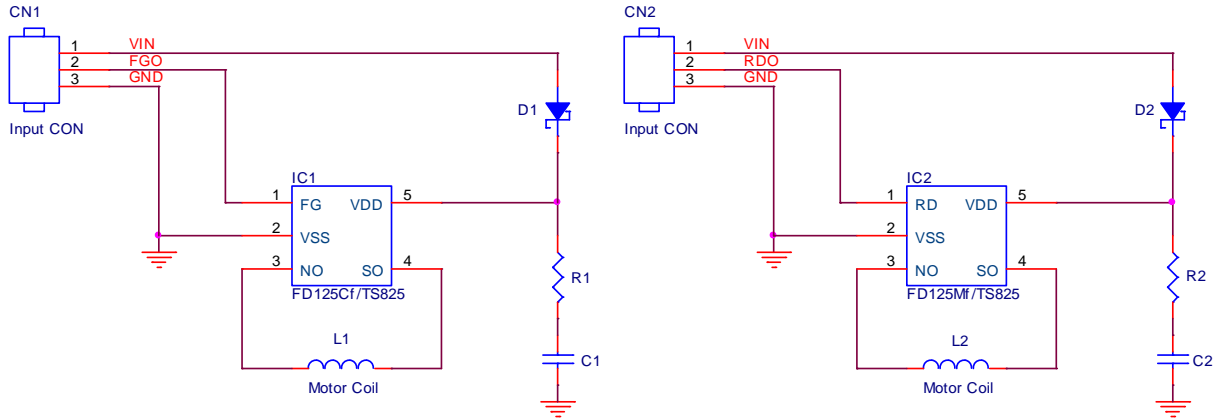 CN1
1 VIN
2 FGO
3 GND
Input CON
D1
IC1
1 FG VDD 5
2 VSS
3 NO SO 4
FD125Cf/TS825
R1
L1
Motor Coil
C1
CN2
1 VIN
2 RDO
3 GND
Input CON
D2
IC2
1 RD VDD 5
2 VSS
3 NO SO 4
FD125Mf/TS825
R2
L2
Motor Coil
C2